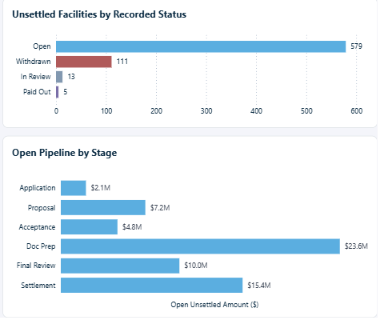 Unsettled Facilities by Recorded Status
Open 579
Withdrawn 111
In Review 13
Paid Out 5
0 100 200 300 400 500 600
Open Pipeline by Stage
Application $2.1M
Proposal $7.2M
Acceptance $4.8M
Doc Prep $23.6M
Final Review $10.0M
Settlement $15.4M
Open Unsettled Amount ($)